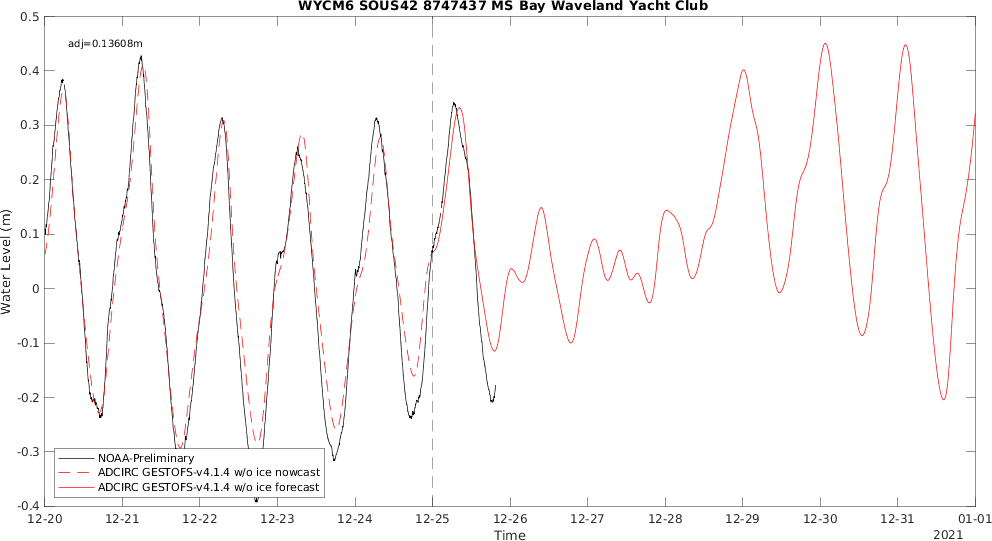 WYCM6 SOUS42 8747437 MS Bay Waveland Yacht Club
adj=0.13608m
0.5
0.4
0.3
0.2
0.1
0
-0.1
-0.2
-0.3
-0.4
Water Level (m)
NOAA-Preliminary
ADCIRC GESTOFS-v4.1.4 w/o ice nowcast
ADCIRC GESTOFS-v4.1.4 w/o ice forecast
12-20 12-21 12-22 12-23 12-24 12-25 12-26 12-27 12-28 12-29 12-30 12-31 01-01
Time
2021